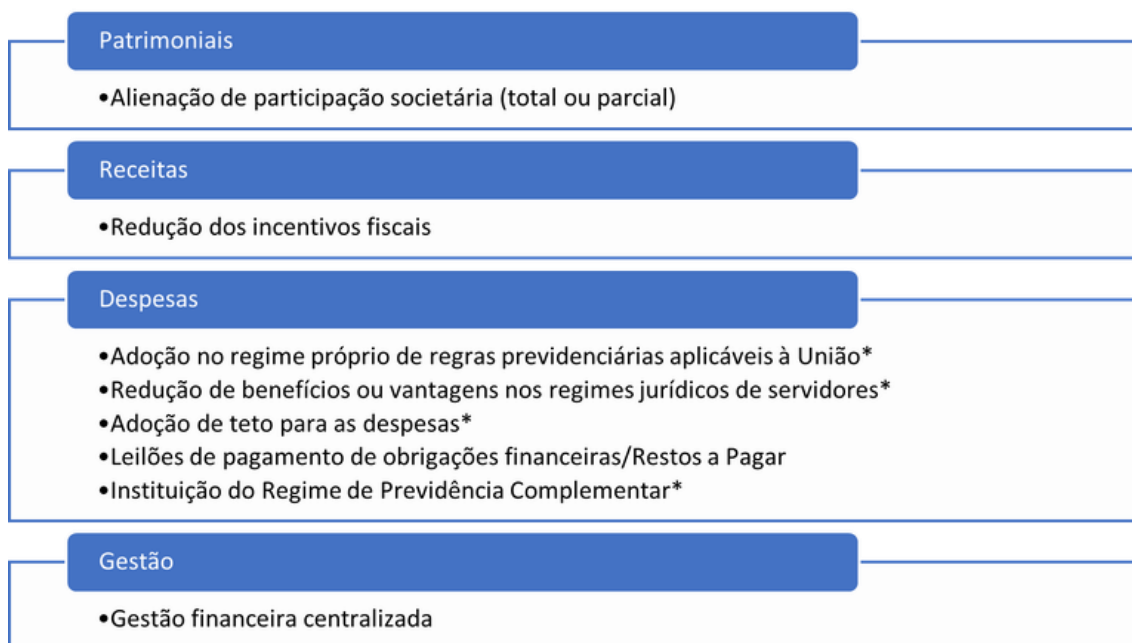 Patrimoniais
•Alienação de participação societária (total ou parcial)
Receitas
•Redução dos incentivos fiscais
Despesas
•Adoção no regime próprio de regras previdenciárias aplicáveis à União*
•Redução de benefícios ou vantagens nos regimes jurídicos de servidores*
•Adoção de teto para as despesas*
•Leilões de pagamento de obrigações financeiras/Restos a Pagar
•Instituição do Regime de Previdência Complementar*
Gestão
•Gestão financeira centralizada